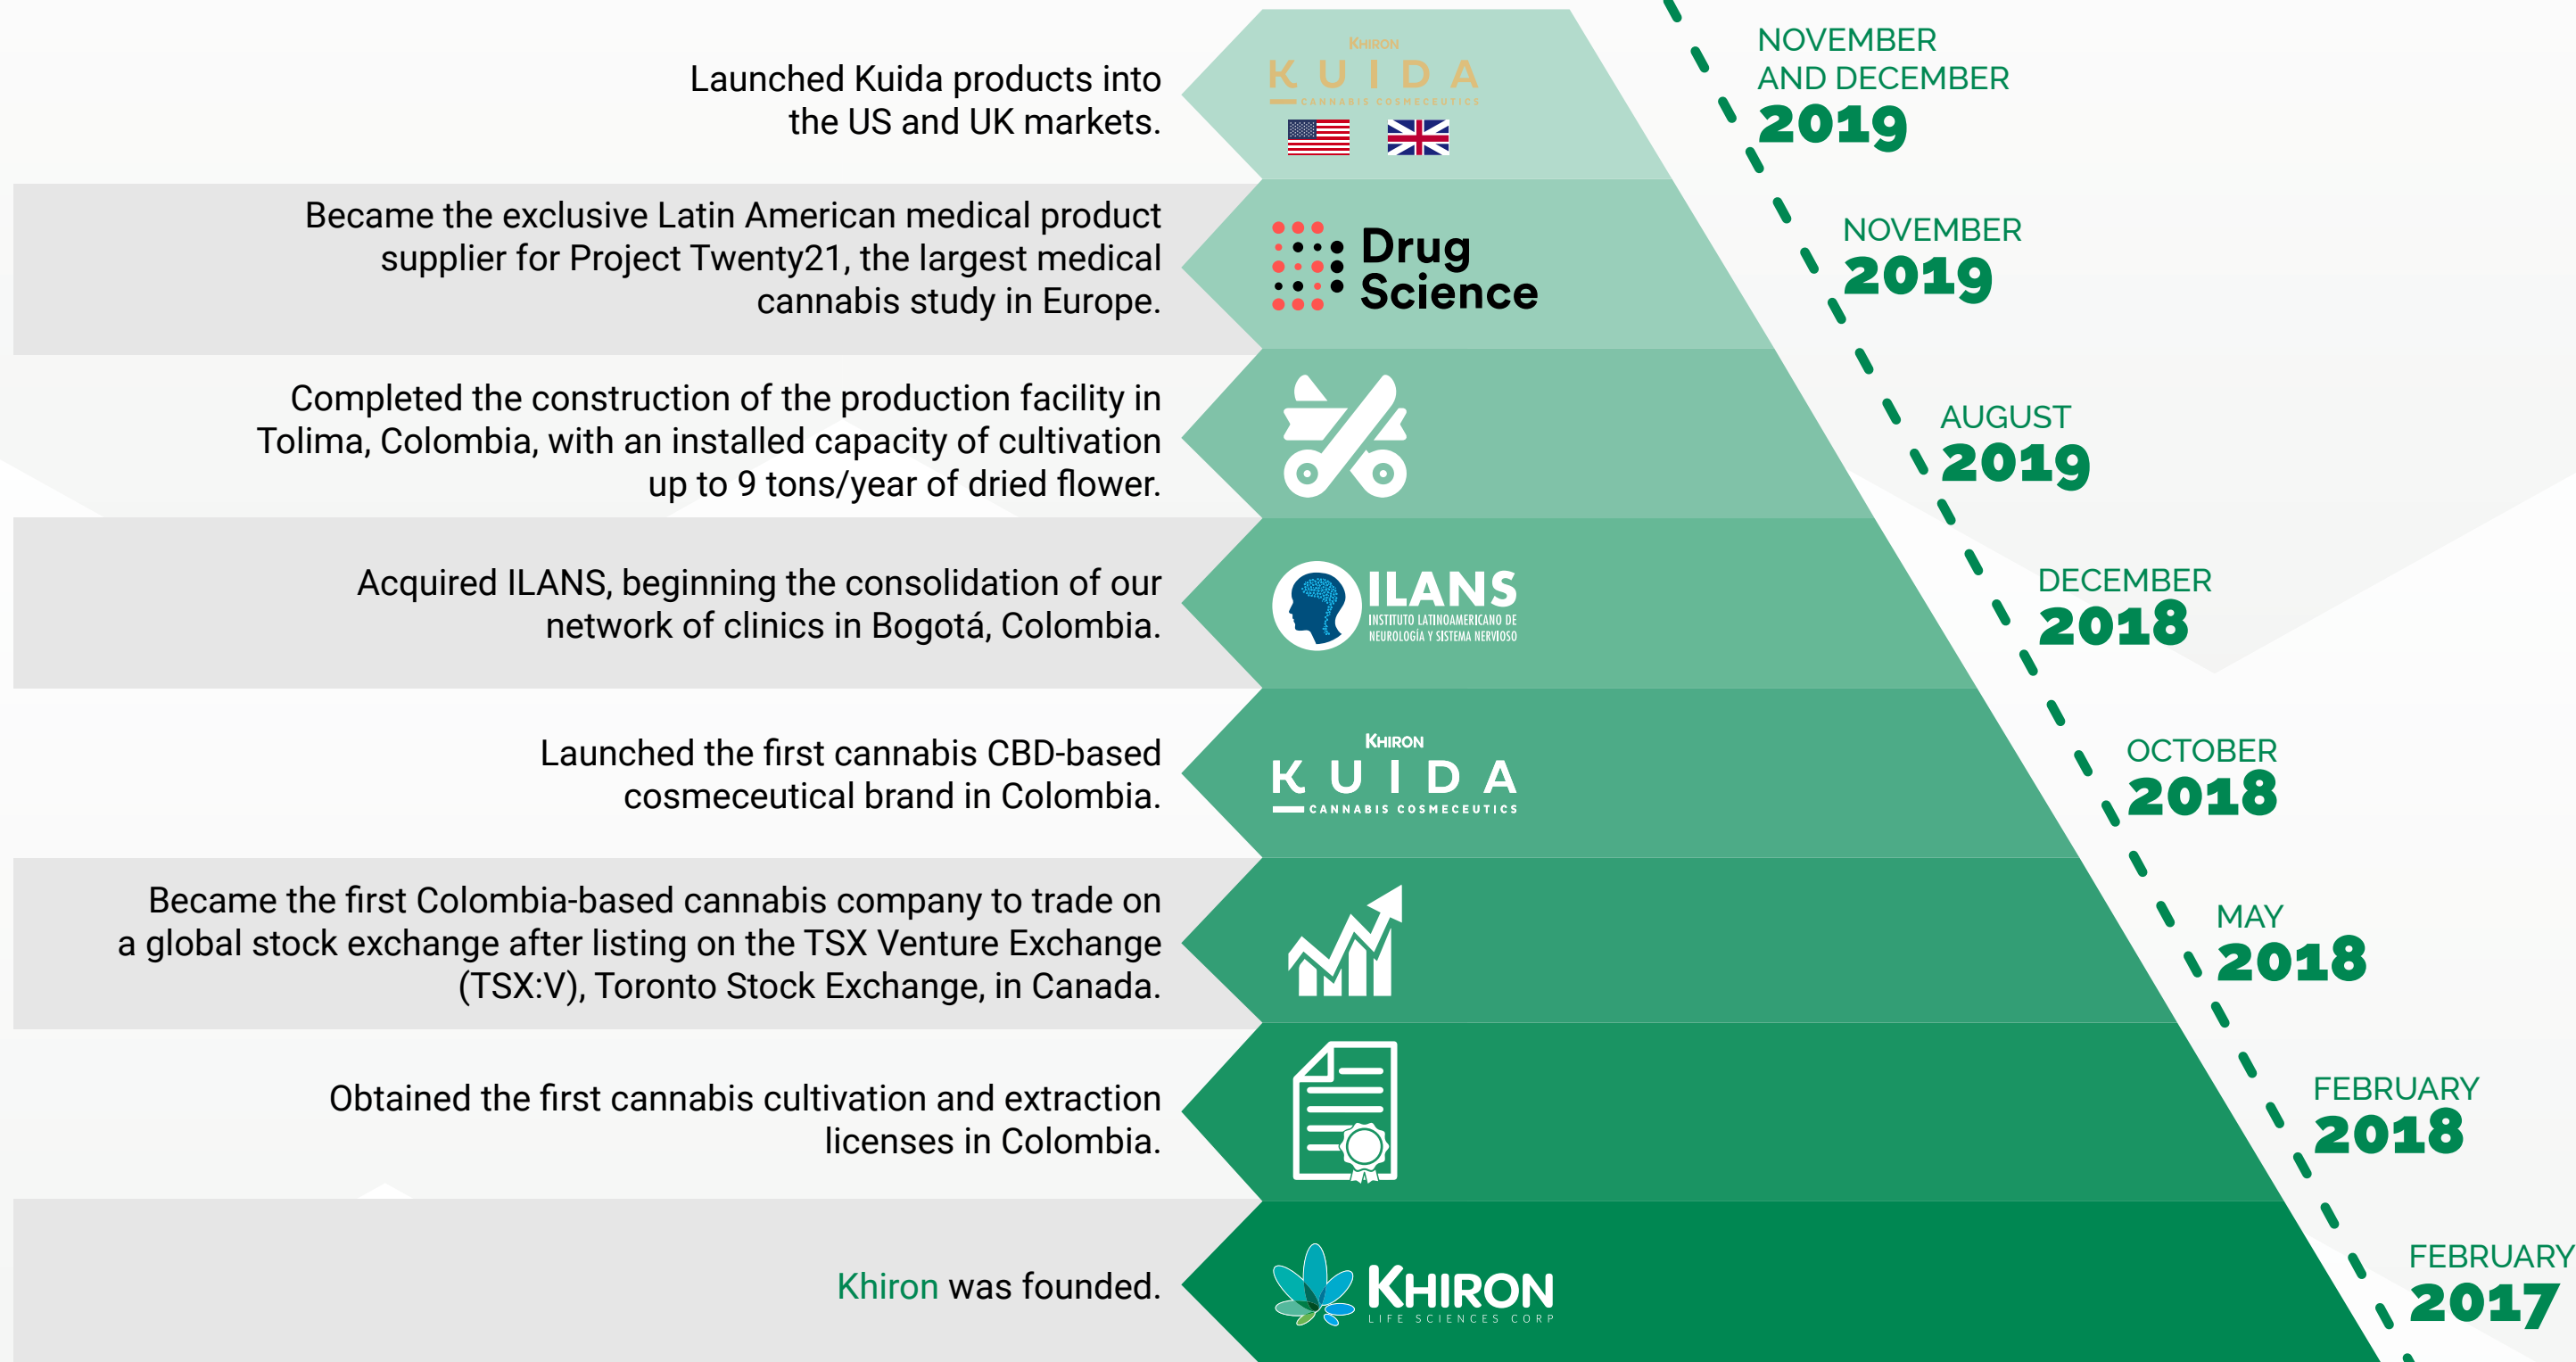 Launched Kuida products into
the US and UK markets.
KHIRON
KUIDA
CANNABIS COSMECEUTICS
NOVEMBER
AND DECEMBER
2019
Became the exclusive Latin American medical product
supplier for Project Twenty21, the largest medical
cannabis study in Europe.
Drug
Science
NOVEMBER
2019
Completed the construction of the production facility in
Tolima, Colombia, with an installed capacity of cultivation
up to 9 tons/year of dried flower.
AUGUST
2019
Acquired ILANS, beginning the consolidation of our
network of clinics in Bogotá, Colombia.
ILANS
INSTITUTO LATINOAMERICANO DE
NEUROLOGÍA Y SISTEMA NERVIOSO
DECEMBER
2018
Launched the first cannabis CBD-based
cosmeceutical brand in Colombia.
KHIRON
KUIDA
CANNABIS COSMECEUTICS
OCTOBER
2018
Became the first Colombia-based cannabis company to trade on
a global stock exchange after listing on the TSX Venture Exchange
(TSX:V), Toronto Stock Exchange, in Canada.
MAY
2018
Obtained the first cannabis cultivation and extraction
licenses in Colombia.
FEBRUARY
2018
Khiron was founded.
KHIRON
LIFE SCIENCES CORP
FEBRUARY
2017